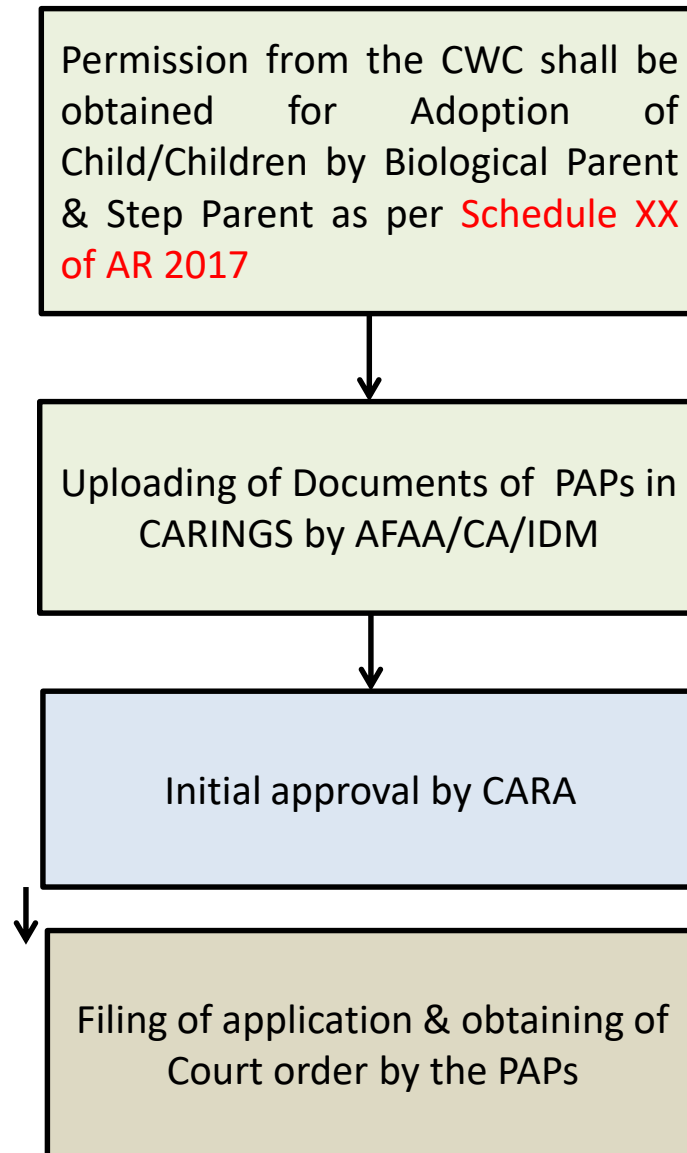 Permission from the CWC shall be
obtained for Adoption of
Child/Children by Biological Parent
& Step Parent as per Schedule XX
of AR 2017
Uploading of Documents of PAPs in
CARINGS by AFAA/CA/IDM
Initial approval by CARA
Filing of application & obtaining of
Court order by the PAPs